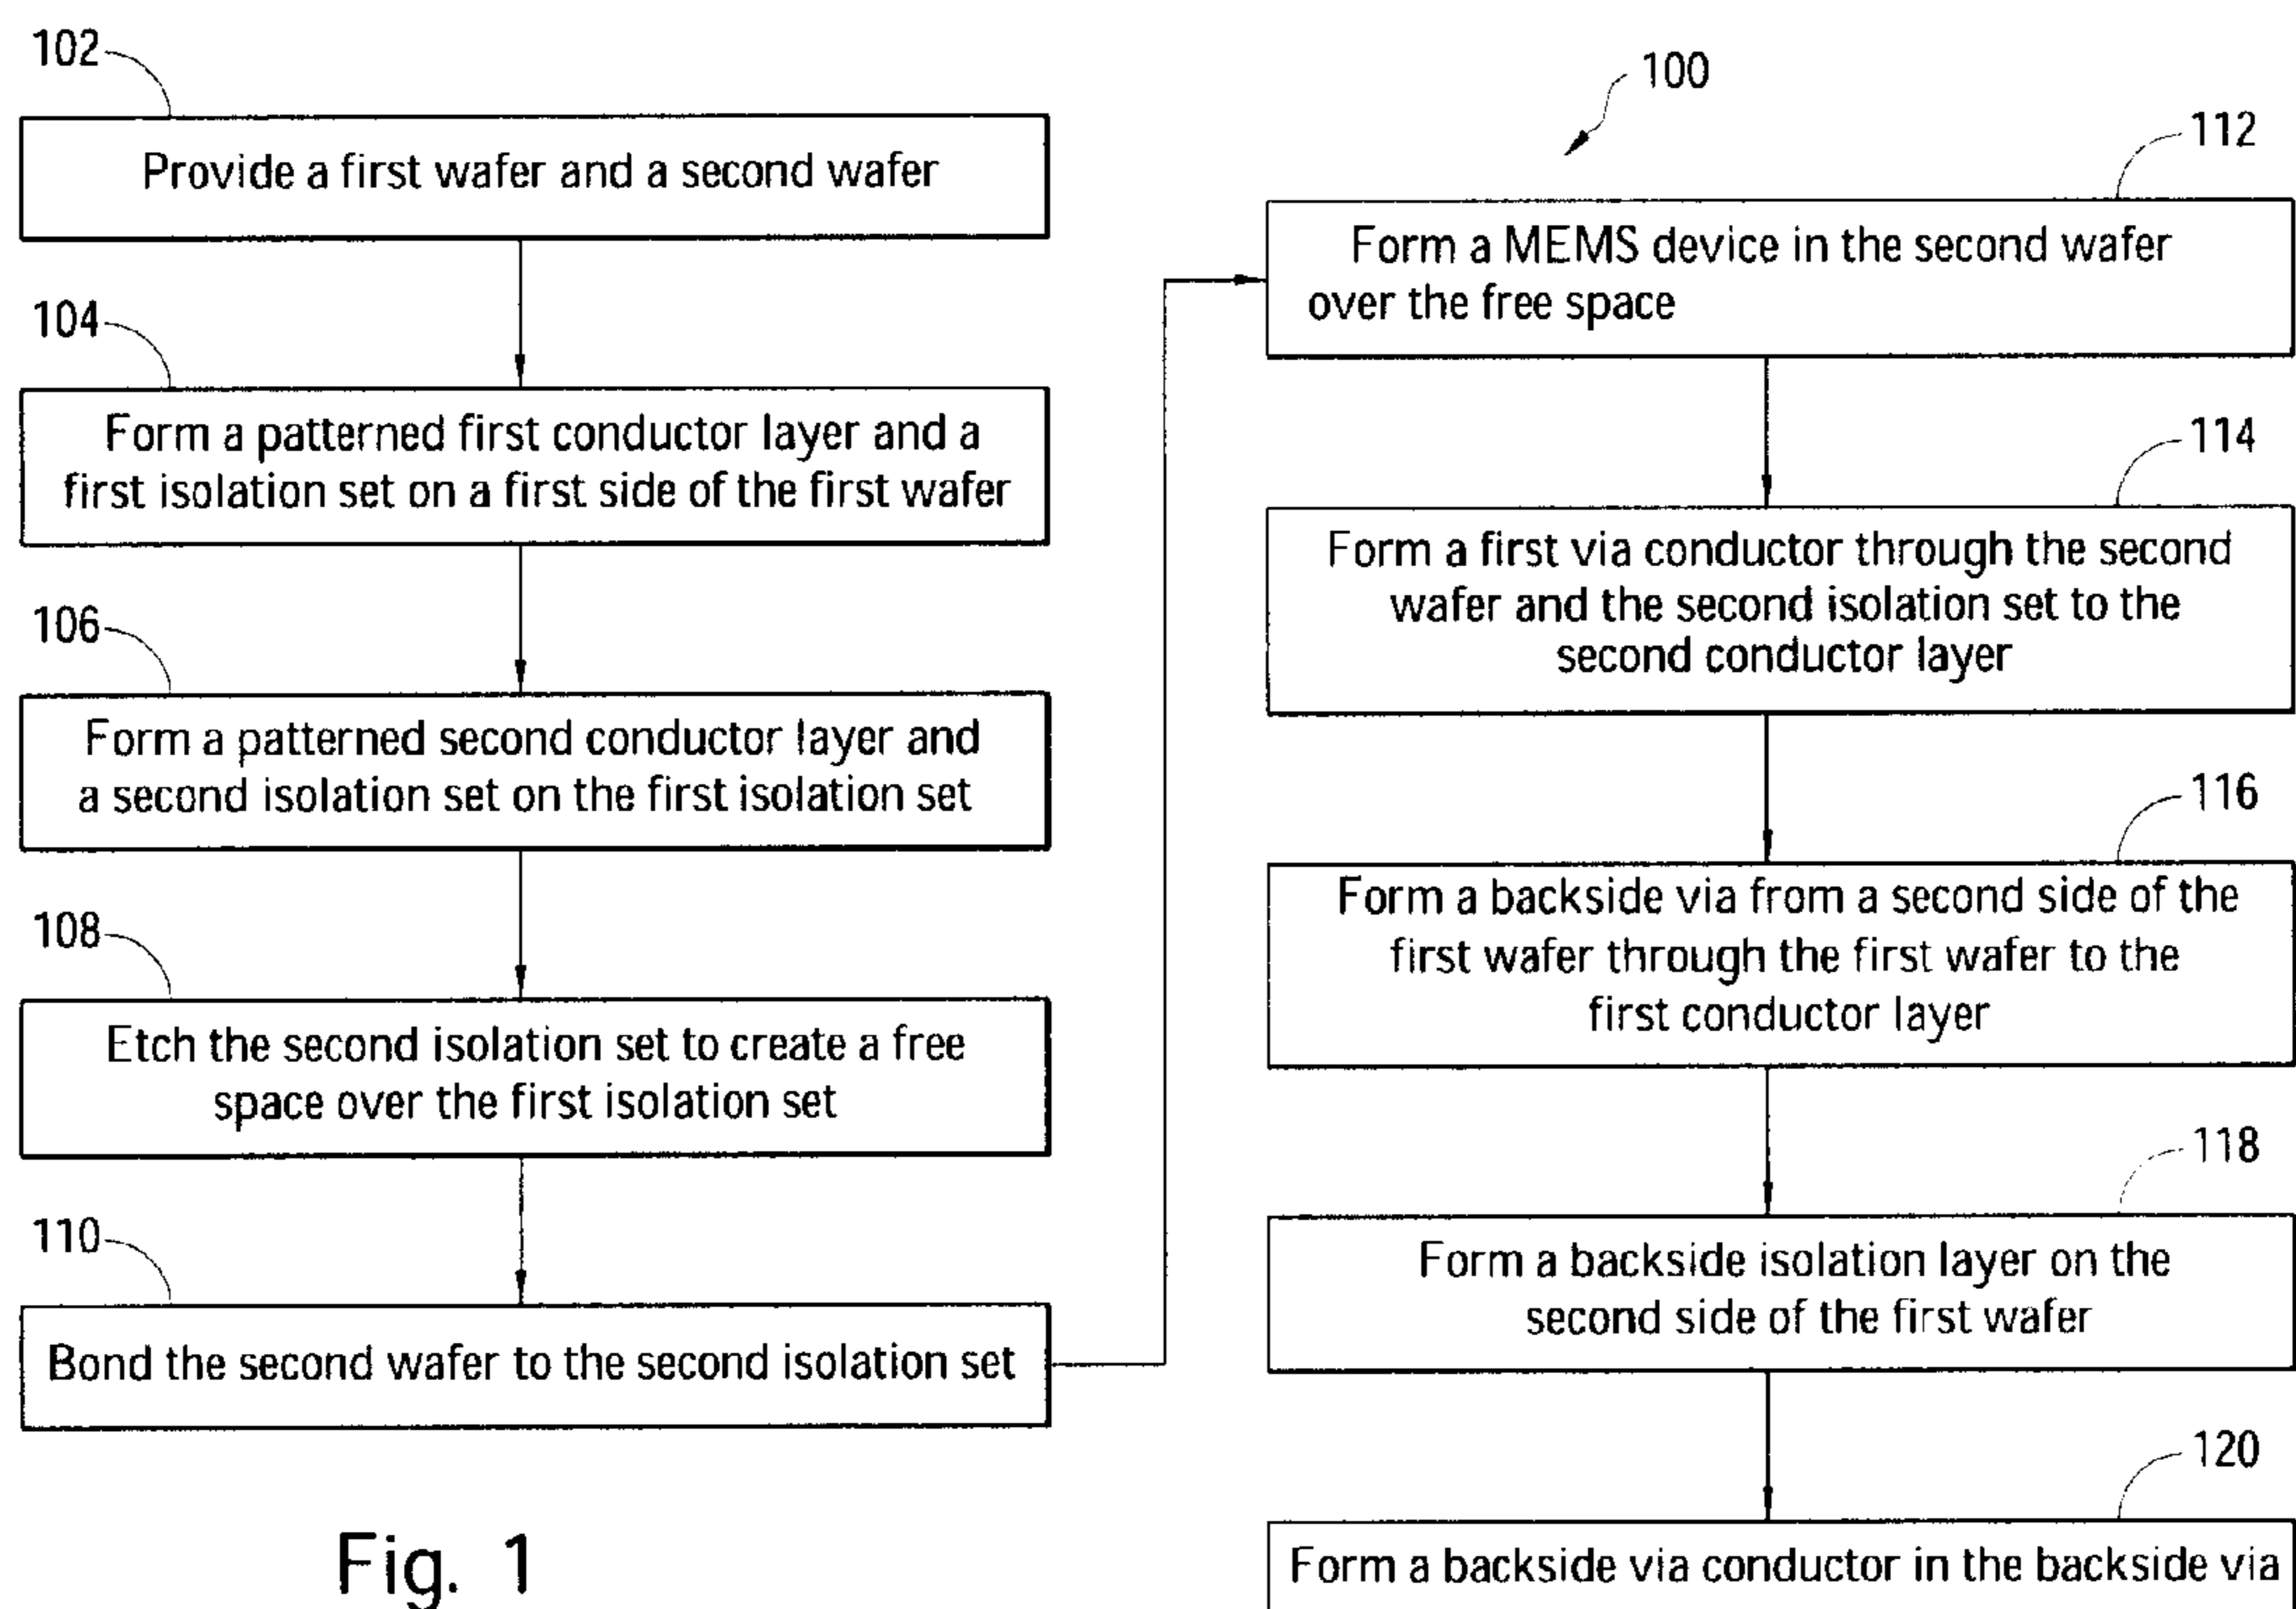 102
Provide a first wafer and a second wafer
104
Form a patterned first conductor layer and a
first isolation set on a first side of the first wafer
106
Form a patterned second conductor layer and
a second isolation set on the first isolation set
108
Etch the second isolation set to create a free
space over the first isolation set
110
Bond the second wafer to the second isolation set
100
112
Form a MEMS device in the second wafer
over the free space
114
Form a first via conductor through the second
wafer and the second isolation set to the
second conductor layer
116
Form a backside via from a second side of the
first wafer through the first wafer to the
first conductor layer
118
Form a backside isolation layer on the
second side of the first wafer
120
Form a backside via conductor in the backside via
Fig. 1